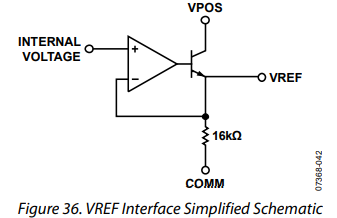 VPOS
INTERNAL
VOLTAGE
+
−
VREF
16kΩ
COMM
07368-042
Figure 36. VREF Interface Simplified Schematic